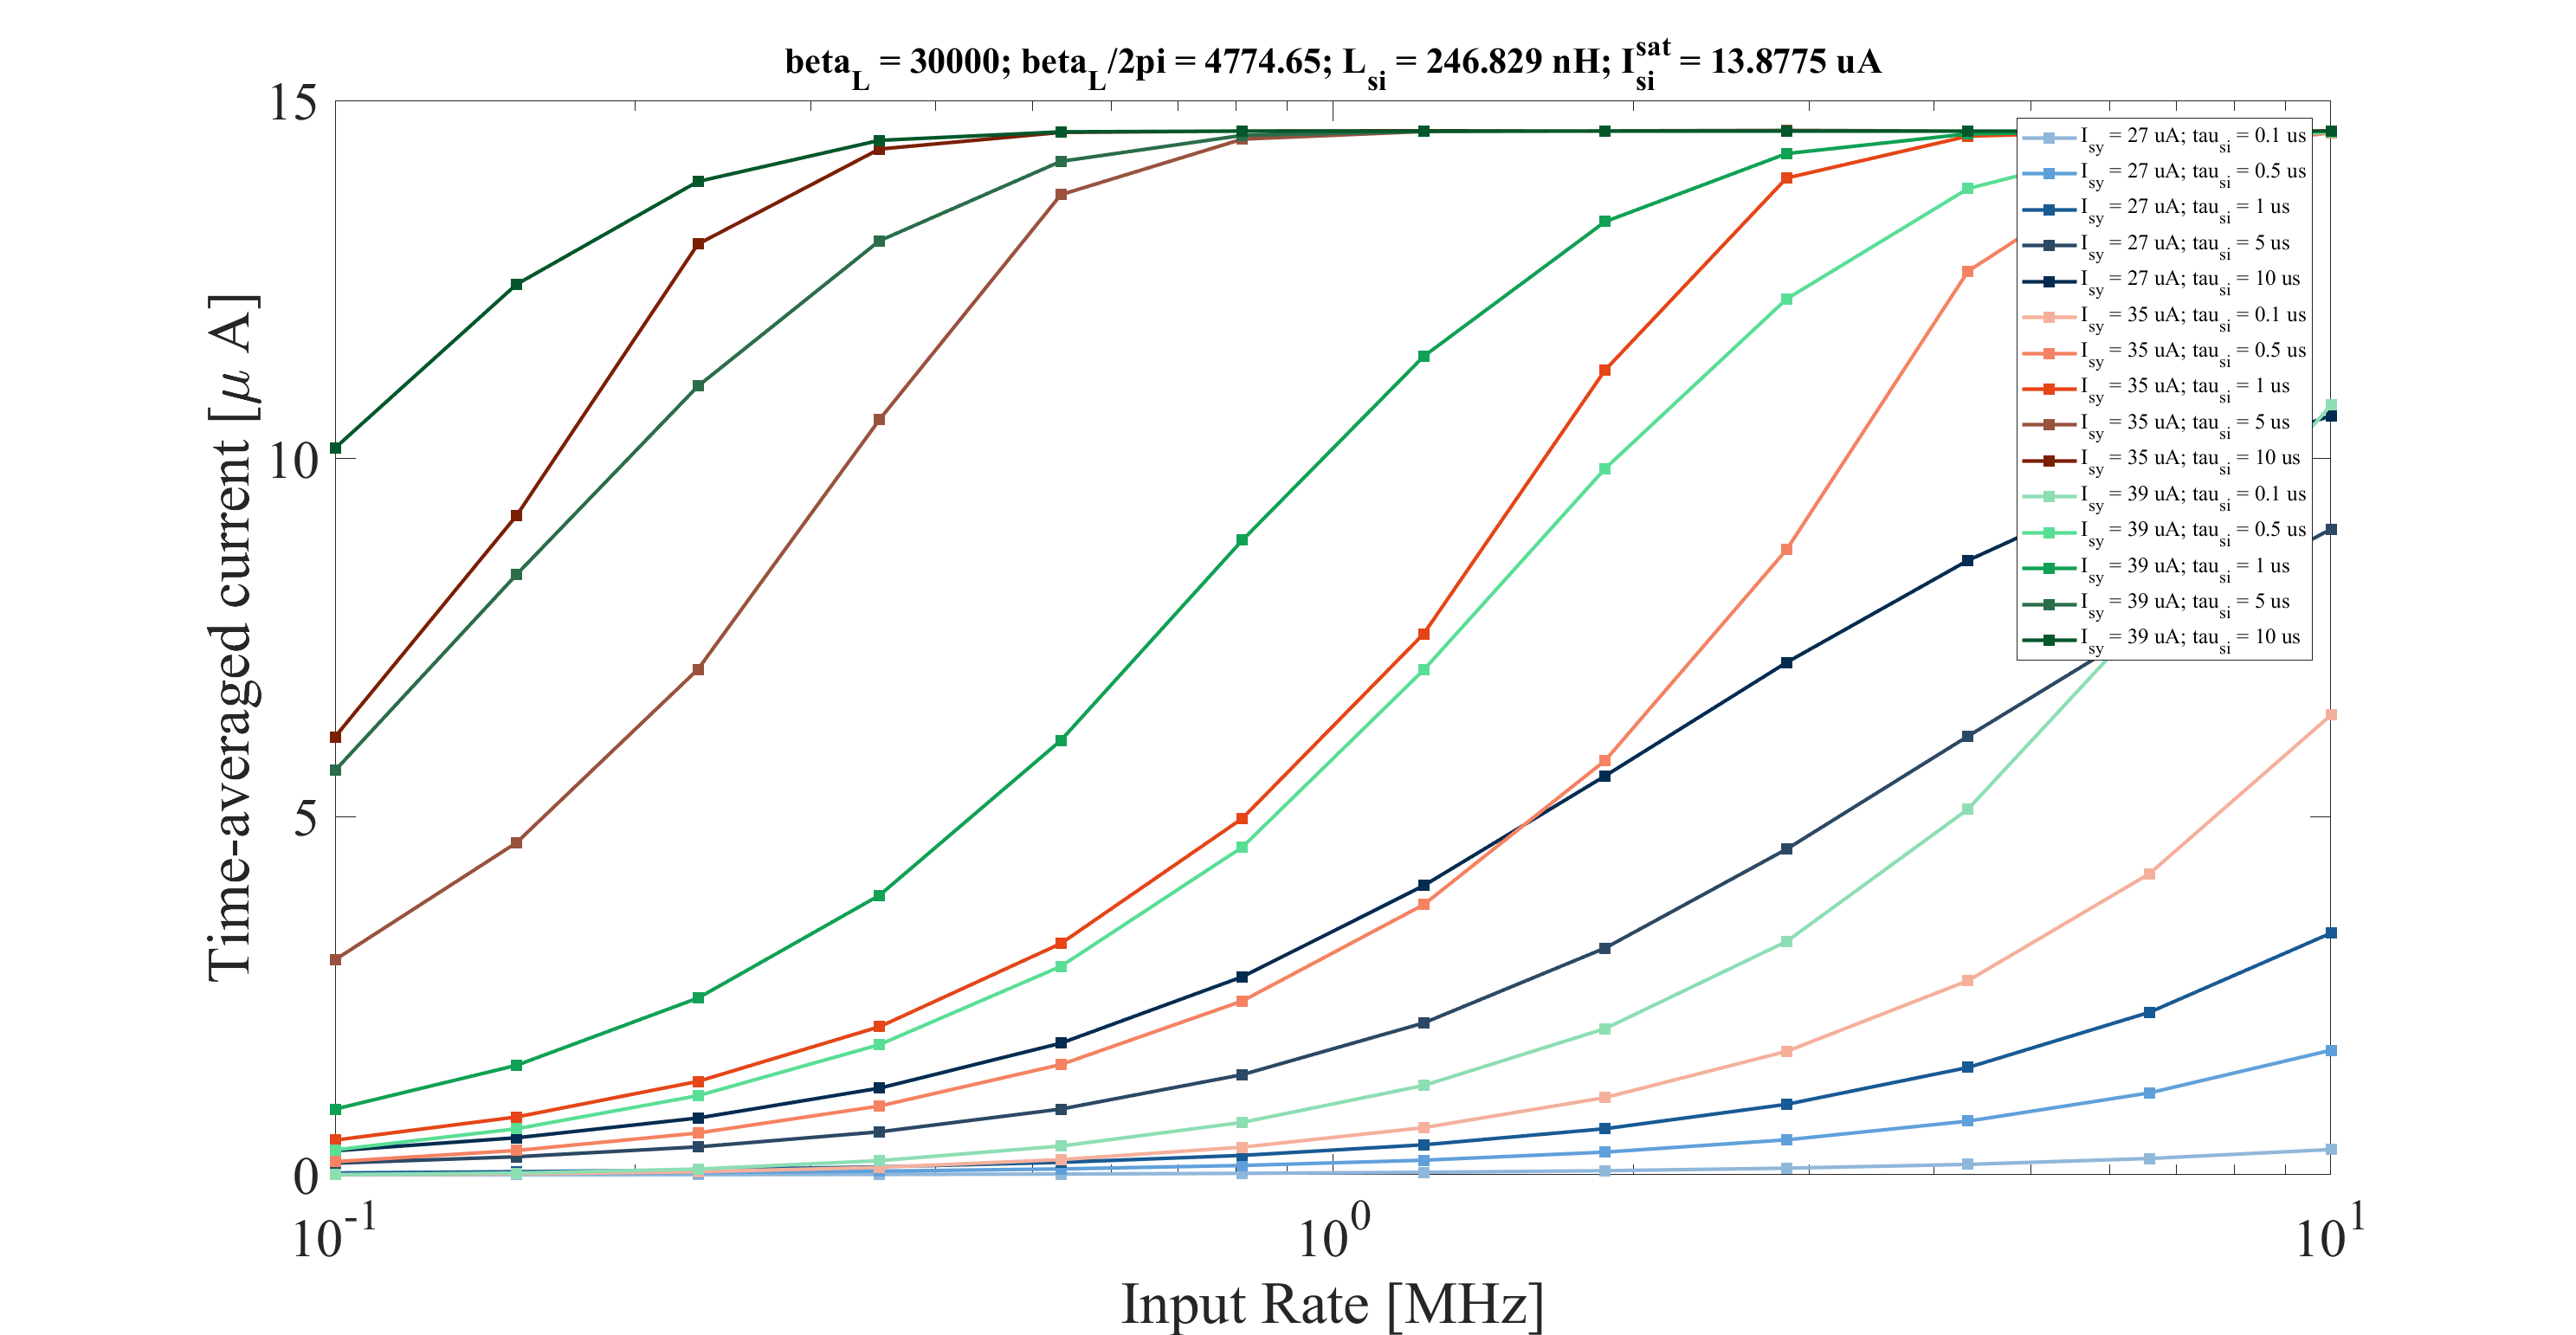 beta_L = 30000; beta_L/2pi = 4774.65; L_si = 246.829 nH; I_si^sat = 13.8775 uA
15
10
5
0
Time-averaged current [μ A]
I_sy = 27 uA; tau_si = 0.1 us
I_sy = 27 uA; tau_si = 0.5 us
I_sy = 27 uA; tau_si = 1 us
I_sy = 27 uA; tau_si = 5 us
I_sy = 27 uA; tau_si = 10 us
I_sy = 35 uA; tau_si = 0.1 us
I_sy = 35 uA; tau_si = 0.5 us
I_sy = 35 uA; tau_si = 1 us
I_sy = 35 uA; tau_si = 5 us
I_sy = 35 uA; tau_si = 10 us
I_sy = 39 uA; tau_si = 0.1 us
I_sy = 39 uA; tau_si = 0.5 us
I_sy = 39 uA; tau_si = 1 us
I_sy = 39 uA; tau_si = 5 us
I_sy = 39 uA; tau_si = 10 us
10^-1 10^0 10^1
Input Rate [MHz]